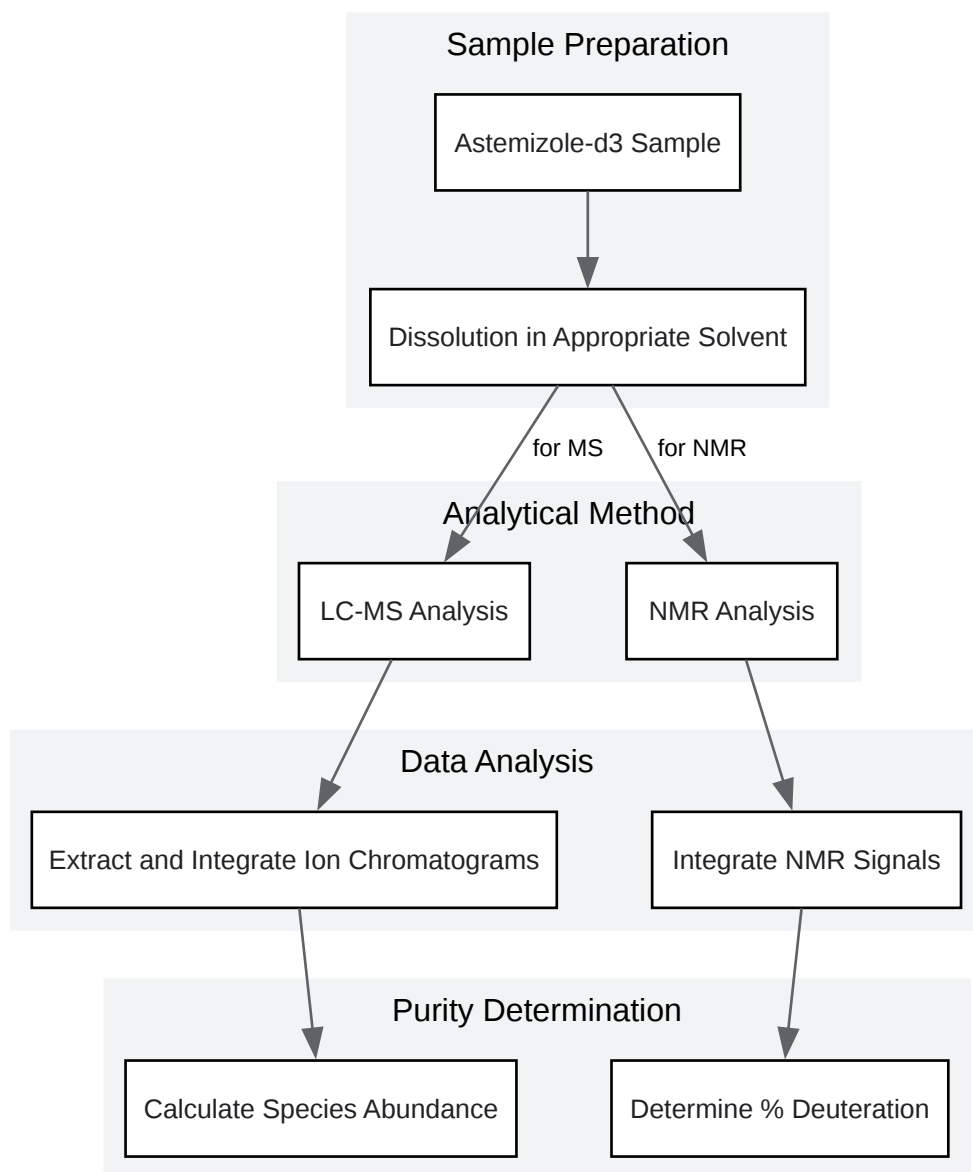 Sample Preparation
Astemizole-d3 Sample
Dissolution in Appropriate Solvent
for MS
for NMR
Analytical Method
LC-MS Analysis
NMR Analysis
Data Analysis
Extract and Integrate Ion Chromatograms
Integrate NMR Signals
Purity Determination
Calculate Species Abundance
Determine % Deuteration